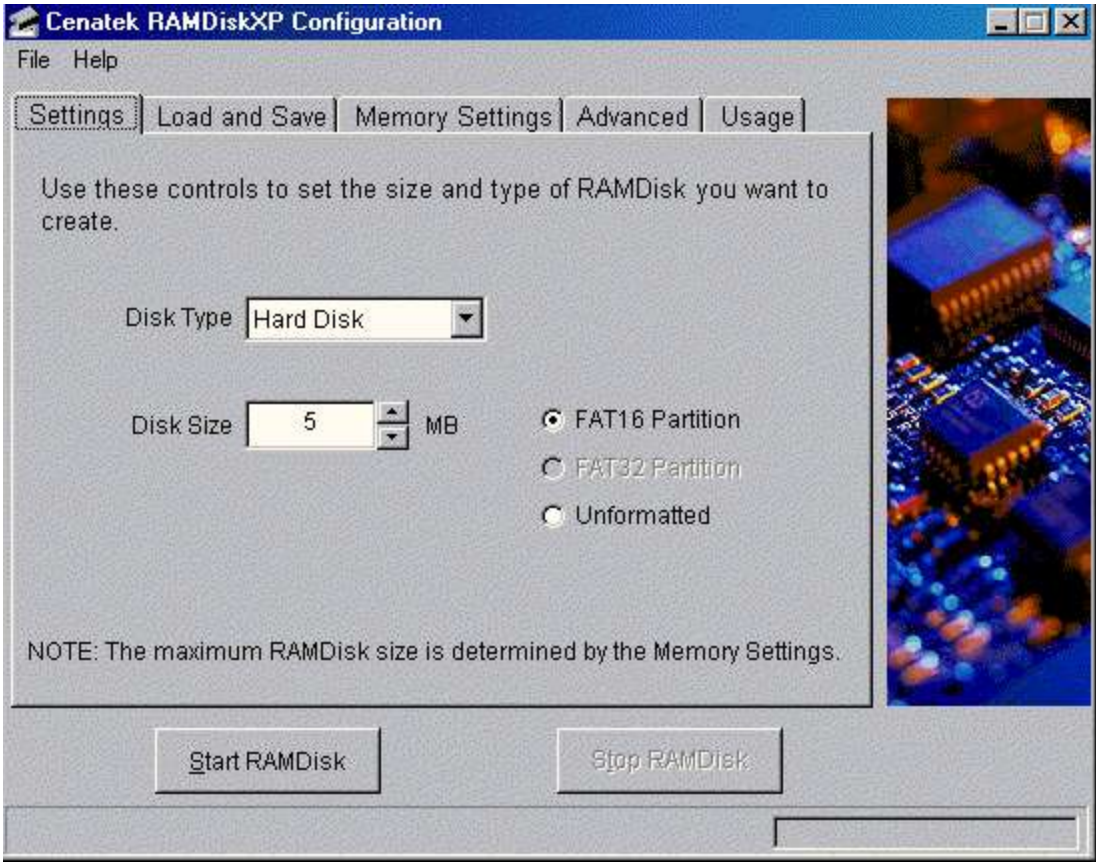 Cenatek RAMDiskXP Configuration
File Help
Settings Load and Save Memory Settings Advanced Usage
Use these controls to set the size and type of RAMDisk you want to
create.
Disk Type Hard Disk
Disk Size 5 MB
FAT16 Partition
FAT32 Partition
Unformatted
NOTE: The maximum RAMDisk size is determined by the Memory Settings.
Start RAMDisk Stop RAMDisk